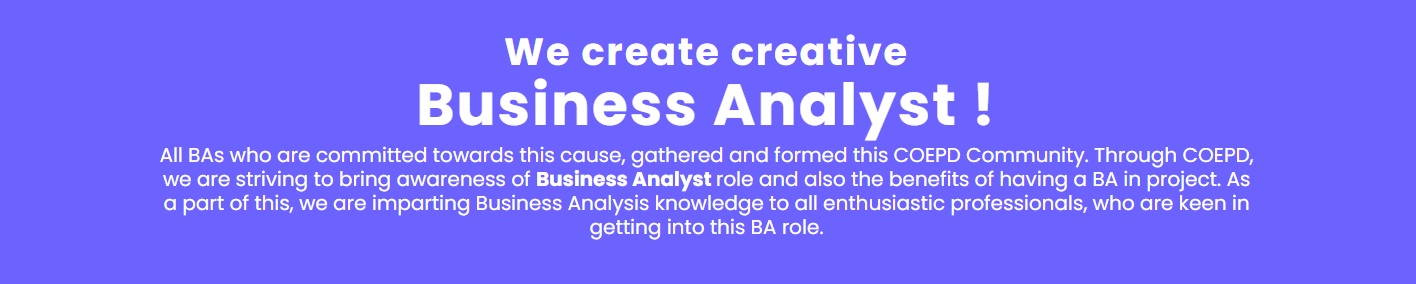 We create creative
Business Analyst !
All BAs who are committed towards this cause, gathered and formed this COEPD Community. Through COEPD,
we are striving to bring awareness of Business Analyst role and also the benefits of having a BA in project. As
a part of this, we are imparting Business Analysis knowledge to all enthusiastic professionals, who are keen in
getting into this BA role.